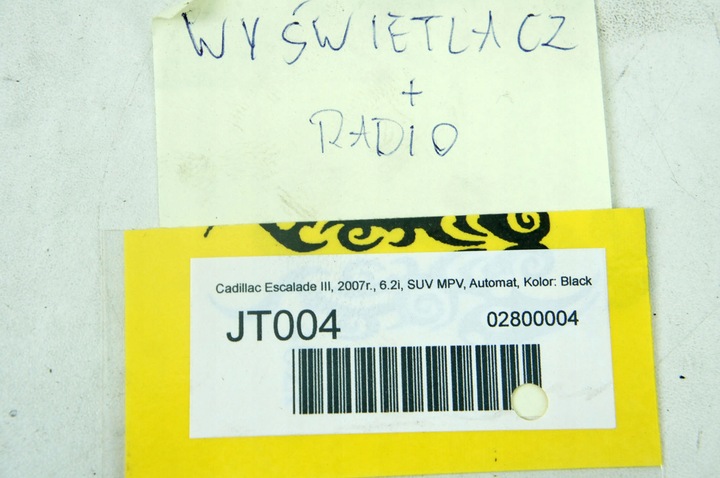 WYŚWIETLACZ
+
RADIO
Cadillac Escalade III, 2007r., 6.2i, SUV MPV, Automat, Kolor: Black
JT004
02800004